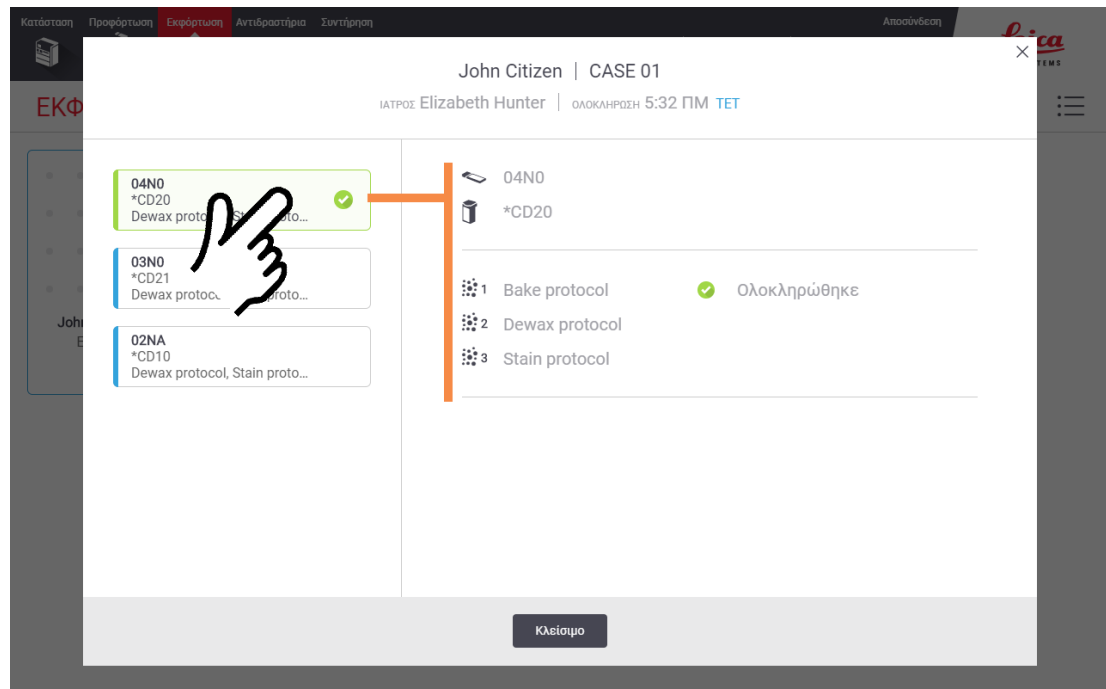 Κατάσταση Προφόρτωση Εκφόρτωση Αντιδραστήρια Συντήρηση Αποσύνδεση
John Citizen | CASE 01
ΙΑΤΡΟΣ Elizabeth Hunter | ΟΛΟΚΛΗΡΩΣΗ 5:32 ΠΜ ΤΕΤ
04N0
*CD20
Dewax
03N0
*CD21
Dewax
02NA
*CD10
Dewax protocol, Stain proto...
04N0
*CD20
1 Bake protocol Ολοκληρώθηκε
2 Dewax protocol
3 Stain protocol
Κλείσιμο